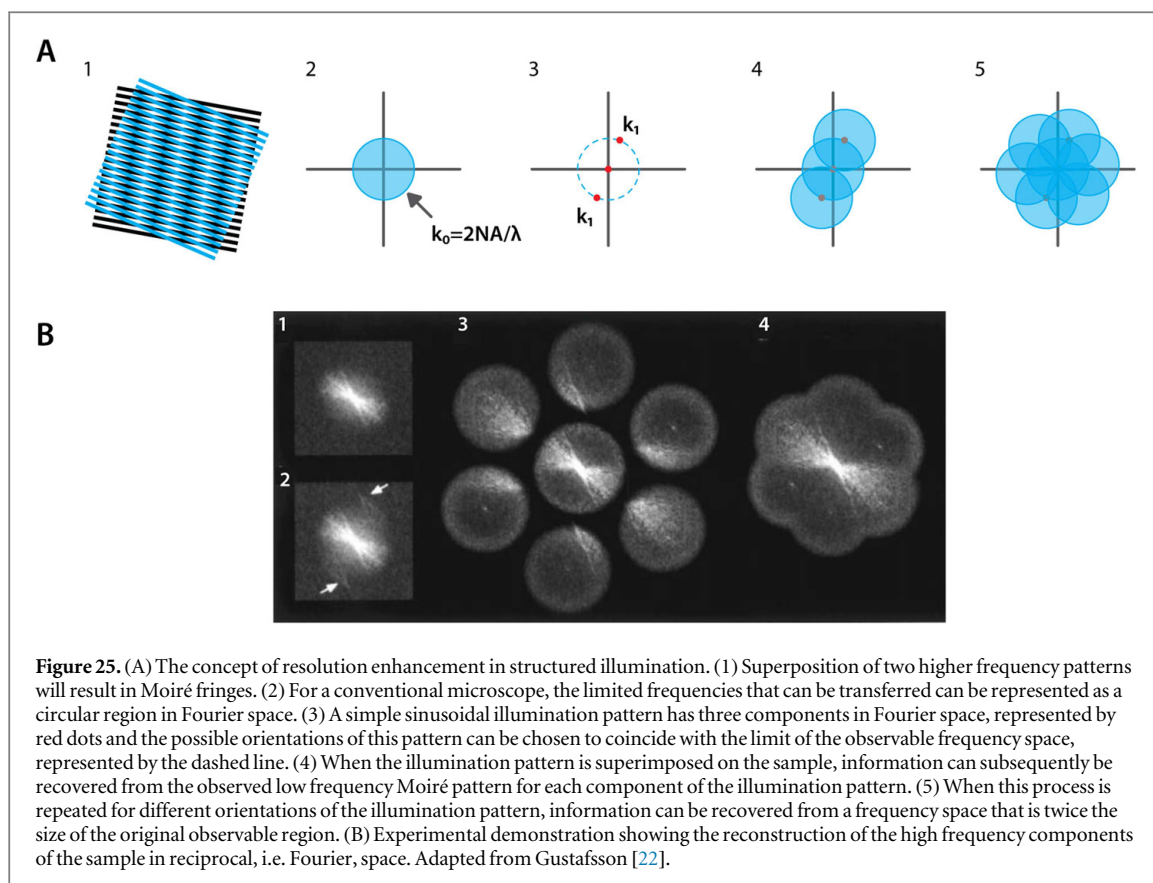 A
1
2
3
4
5
k₁
k₁
k₀=2NA/λ
B
1
2
3
4
Figure 25. (A) The concept of resolution enhancement in structured illumination. (1) Superposition of two higher frequency patterns
will result in Moiré fringes. (2) For a conventional microscope, the limited frequencies that can be transferred can be represented as a
circular region in Fourier space. (3) A simple sinusoidal illumination pattern has three components in Fourier space, represented by
red dots and the possible orientations of this pattern can be chosen to coincide with the limit of the observable frequency space,
represented by the dashed line. (4) When the illumination pattern is superimposed on the sample, information can subsequently be
recovered from the observed low frequency Moiré pattern for each component of the illumination pattern. (5) When this process is
repeated for different orientations of the illumination pattern, information can be recovered from a frequency space that is twice the
size of the original observable region. (B) Experimental demonstration showing the reconstruction of the high frequency components
of the sample in reciprocal, i.e. Fourier, space. Adapted from Gustafsson [22].